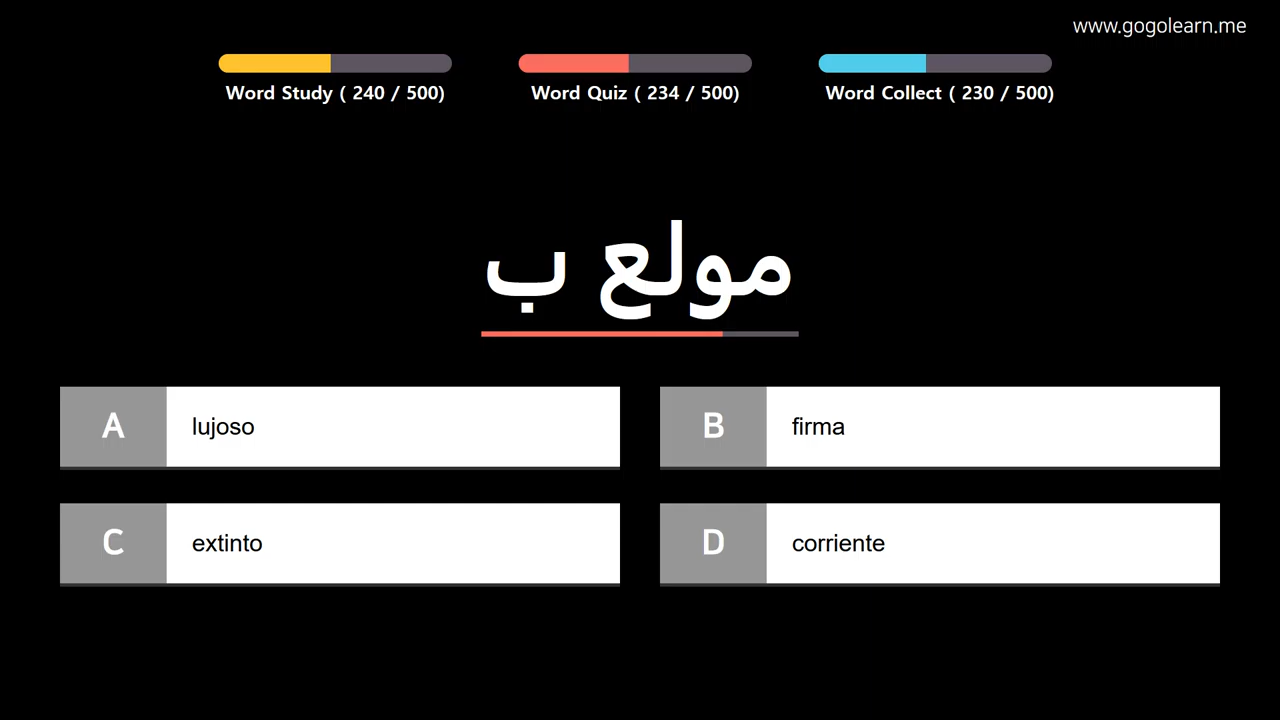 www.gogolearn.me
Word Study ( 240 / 500)
Word Quiz ( 234 / 500)
Word Collect ( 230 / 500)
مولع ب
A lujoso
B firma
C extinto
D corriente